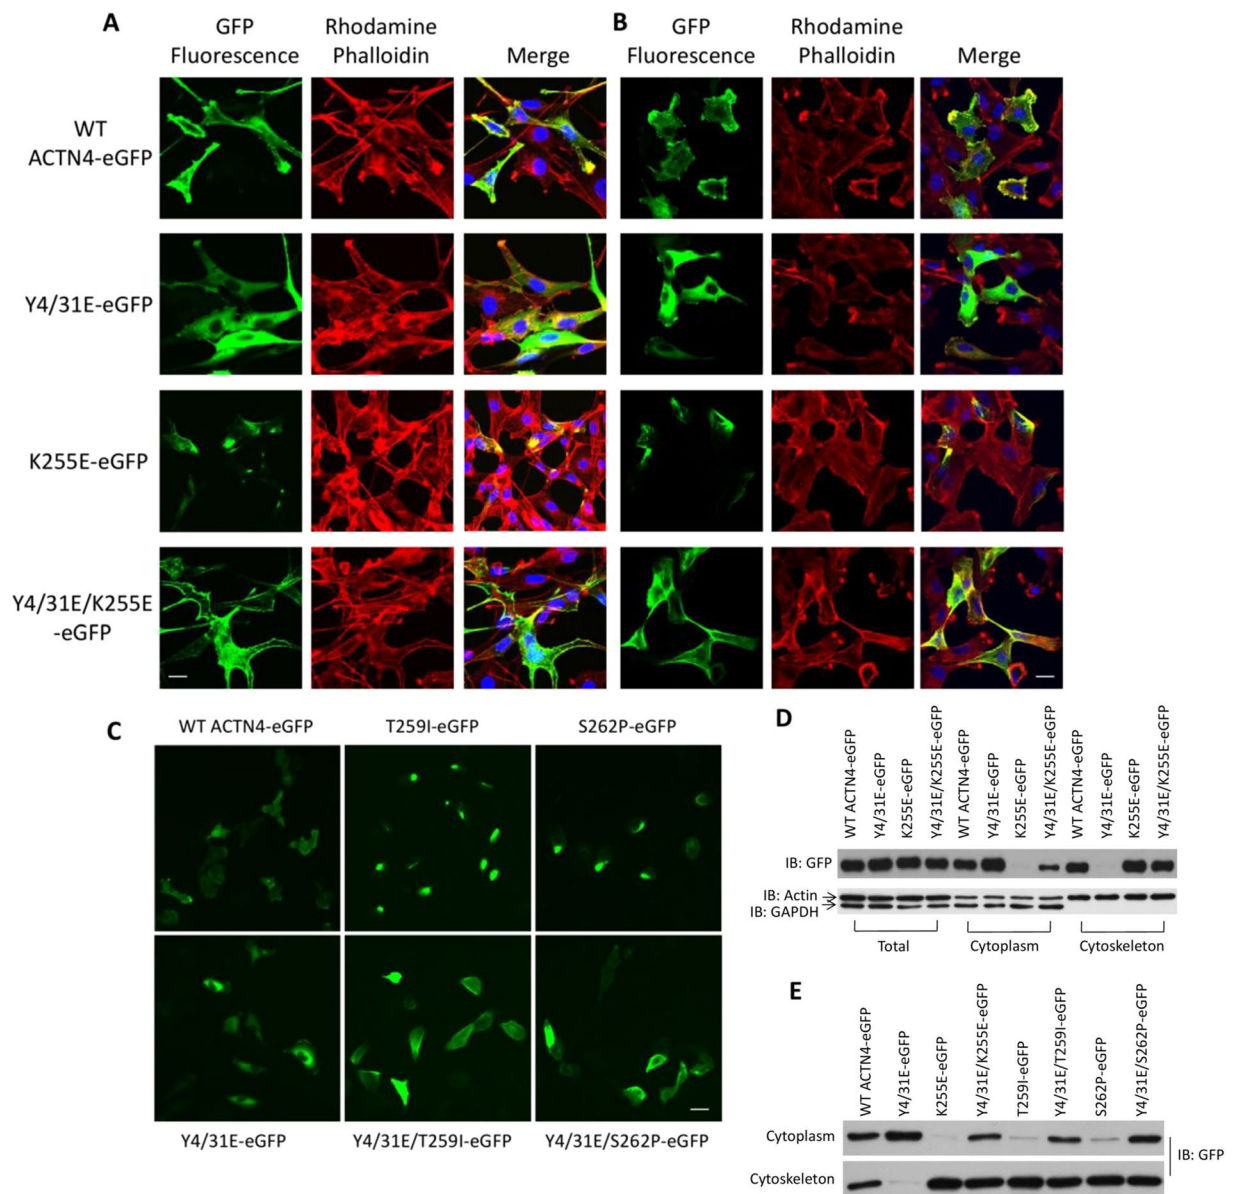 A
GFP
Fluorescence
Rhodamine
Phalloidin
Merge
B
GFP
Fluorescence
Rhodamine
Phalloidin
Merge
WT
ACTN4-eGFP
Y4/31E-eGFP
K255E-eGFP
Y4/31E/K255E
-eGFP
C
WT ACTN4-eGFP
T259I-eGFP
S262P-eGFP
Y4/31E-eGFP
Y4/31E/T259I-eGFP
Y4/31E/S262P-eGFP
D
WT ACTN4-eGFP
Y4/31E-eGFP
K255E-eGFP
Y4/31E/K255E-eGFP
WT ACTN4-eGFP
Y4/31E-eGFP
K255E-eGFP
Y4/31E/K255E-eGFP
WT ACTN4-eGFP
Y4/31E-eGFP
K255E-eGFP
Y4/31E/K255E-eGFP
IB: GFP
IB: Actin
IB: GAPDH
Total
Cytoplasm
Cytoskeleton
E
WT ACTN4-eGFP
Y4/31E-eGFP
K255E-eGFP
Y4/31E/K255E-eGFP
T259I-eGFP
Y4/31E/T259I-eGFP
S262P-eGFP
Y4/31E/S262P-eGFP
Cytoplasm
Cytoskeleton
IB: GFP